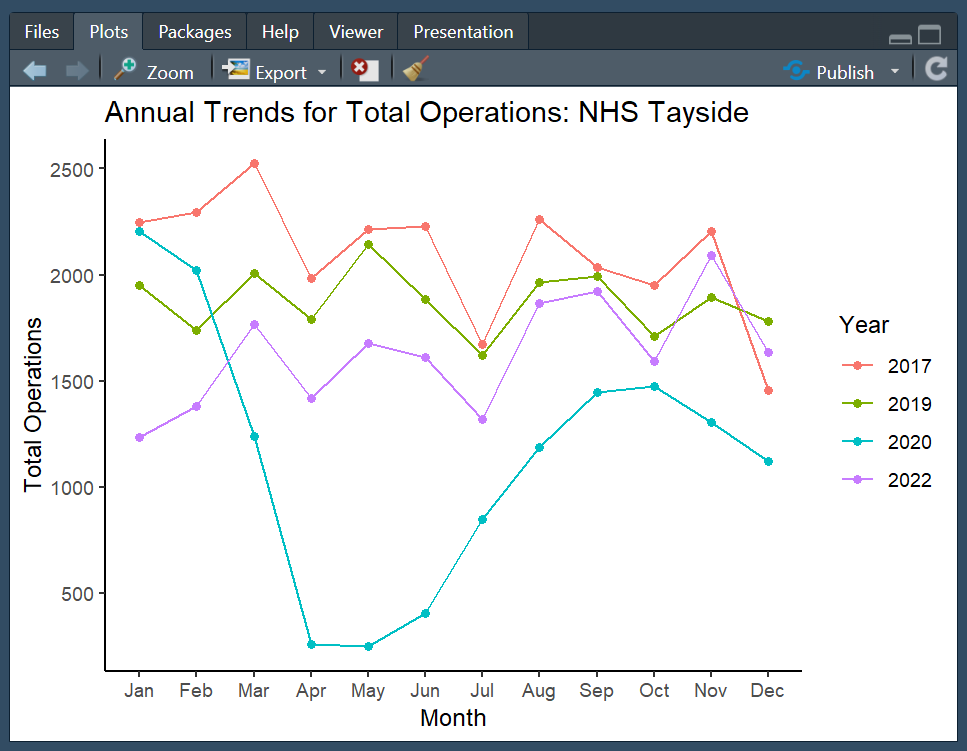 Files Plots Packages Help Viewer Presentation
Zoom Export Publish
Annual Trends for Total Operations: NHS Tayside
2500
2000
1500
1000
500
Total Operations
Jan Feb Mar Apr May Jun Jul Aug Sep Oct Nov Dec
Month
Year
2017
2019
2020
2022